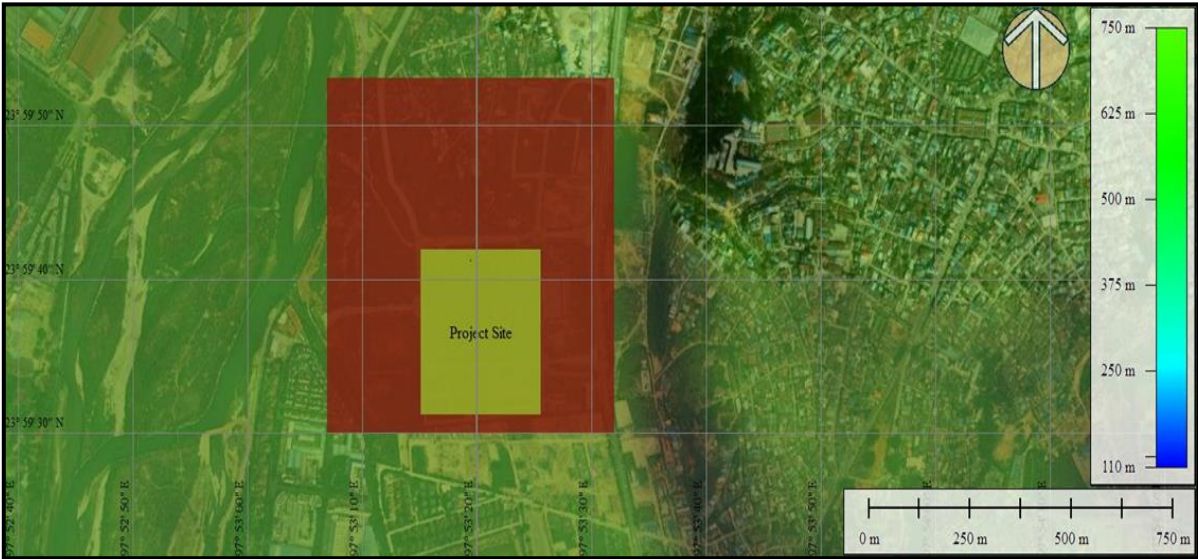 750 m
625 m
500 m
375 m
250 m
110 m
23° 59' 50" N
23° 59' 40" N
23° 59' 30" N
Project Site
97° 52' 40" E
97° 52' 50" E
97° 53' 00" E
97° 53' 10" E
97° 53' 20" E
97° 53' 30" E
97° 53' 40" E
97° 53' 50" E
0 m 250 m 500 m 750 m